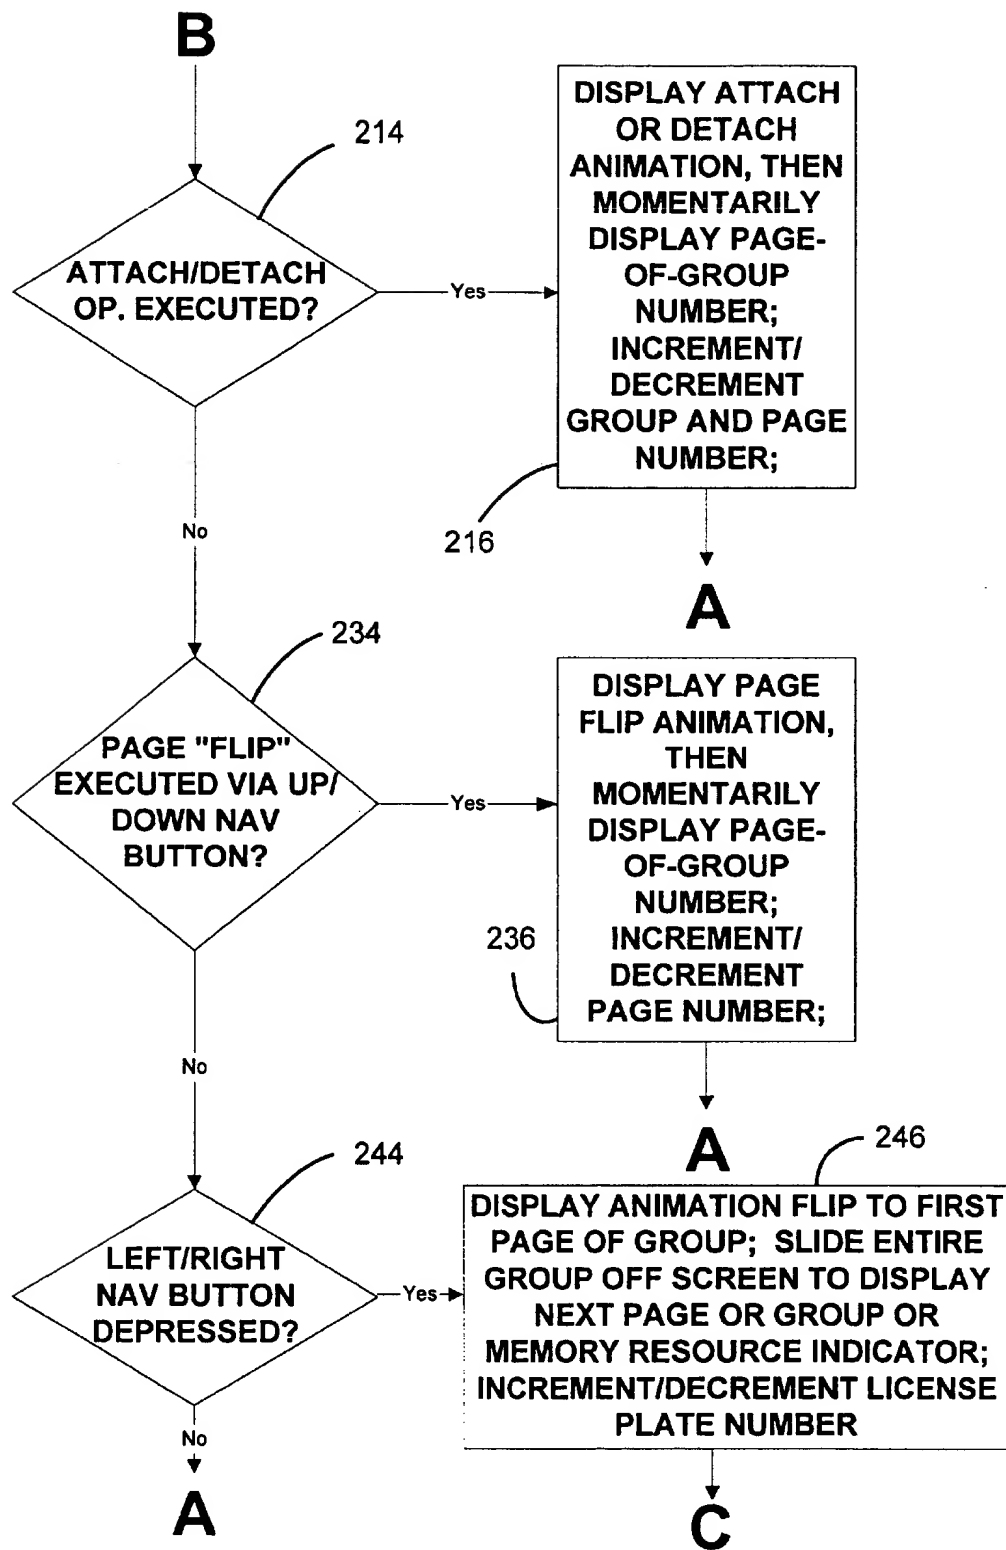 B
214
ATTACH/DETACH
OP. EXECUTED?
Yes
DISPLAY ATTACH
OR DETACH
ANIMATION, THEN
MOMENTARILY
DISPLAY PAGE-
OF-GROUP
NUMBER;
INCREMENT/
DECREMENT
GROUP AND PAGE
NUMBER;
216
A
No
234
PAGE "FLIP"
EXECUTED VIA UP/
DOWN NAV
BUTTON?
Yes
DISPLAY PAGE
FLIP ANIMATION,
THEN
MOMENTARILY
DISPLAY PAGE-
OF-GROUP
NUMBER;
INCREMENT/
DECREMENT
PAGE NUMBER;
236
A
No
244
LEFT/RIGHT
NAV BUTTON
DEPRESSED?
Yes
246
DISPLAY ANIMATION FLIP TO FIRST
PAGE OF GROUP; SLIDE ENTIRE
GROUP OFF SCREEN TO DISPLAY
NEXT PAGE OR GROUP OR
MEMORY RESOURCE INDICATOR;
INCREMENT/DECREMENT LICENSE
PLATE NUMBER
No
A
C